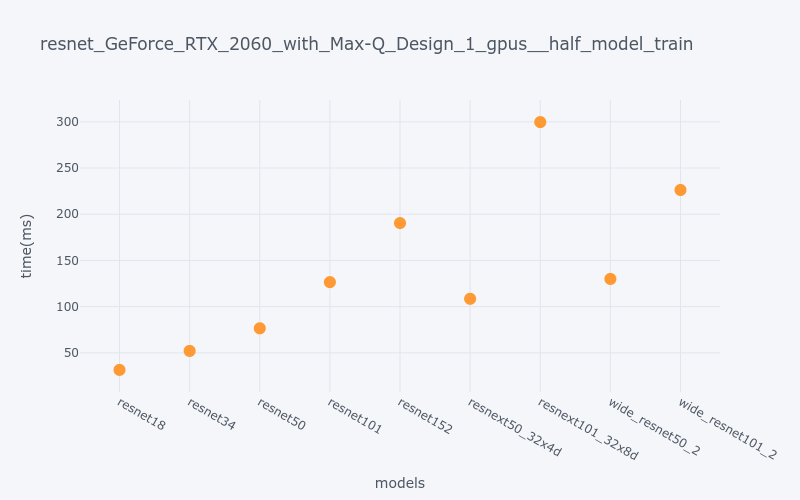 resnet_GeForce_RTX_2060_with_Max-Q_Design_1_gpus__half_model_train
time(ms)
300
250
200
150
100
50
resnet18
resnet34
resnet50
resnet101
resnet152
resnext50_32x4d
resnext101_32x8d
wide_resnet50_2
wide_resnet101_2
models